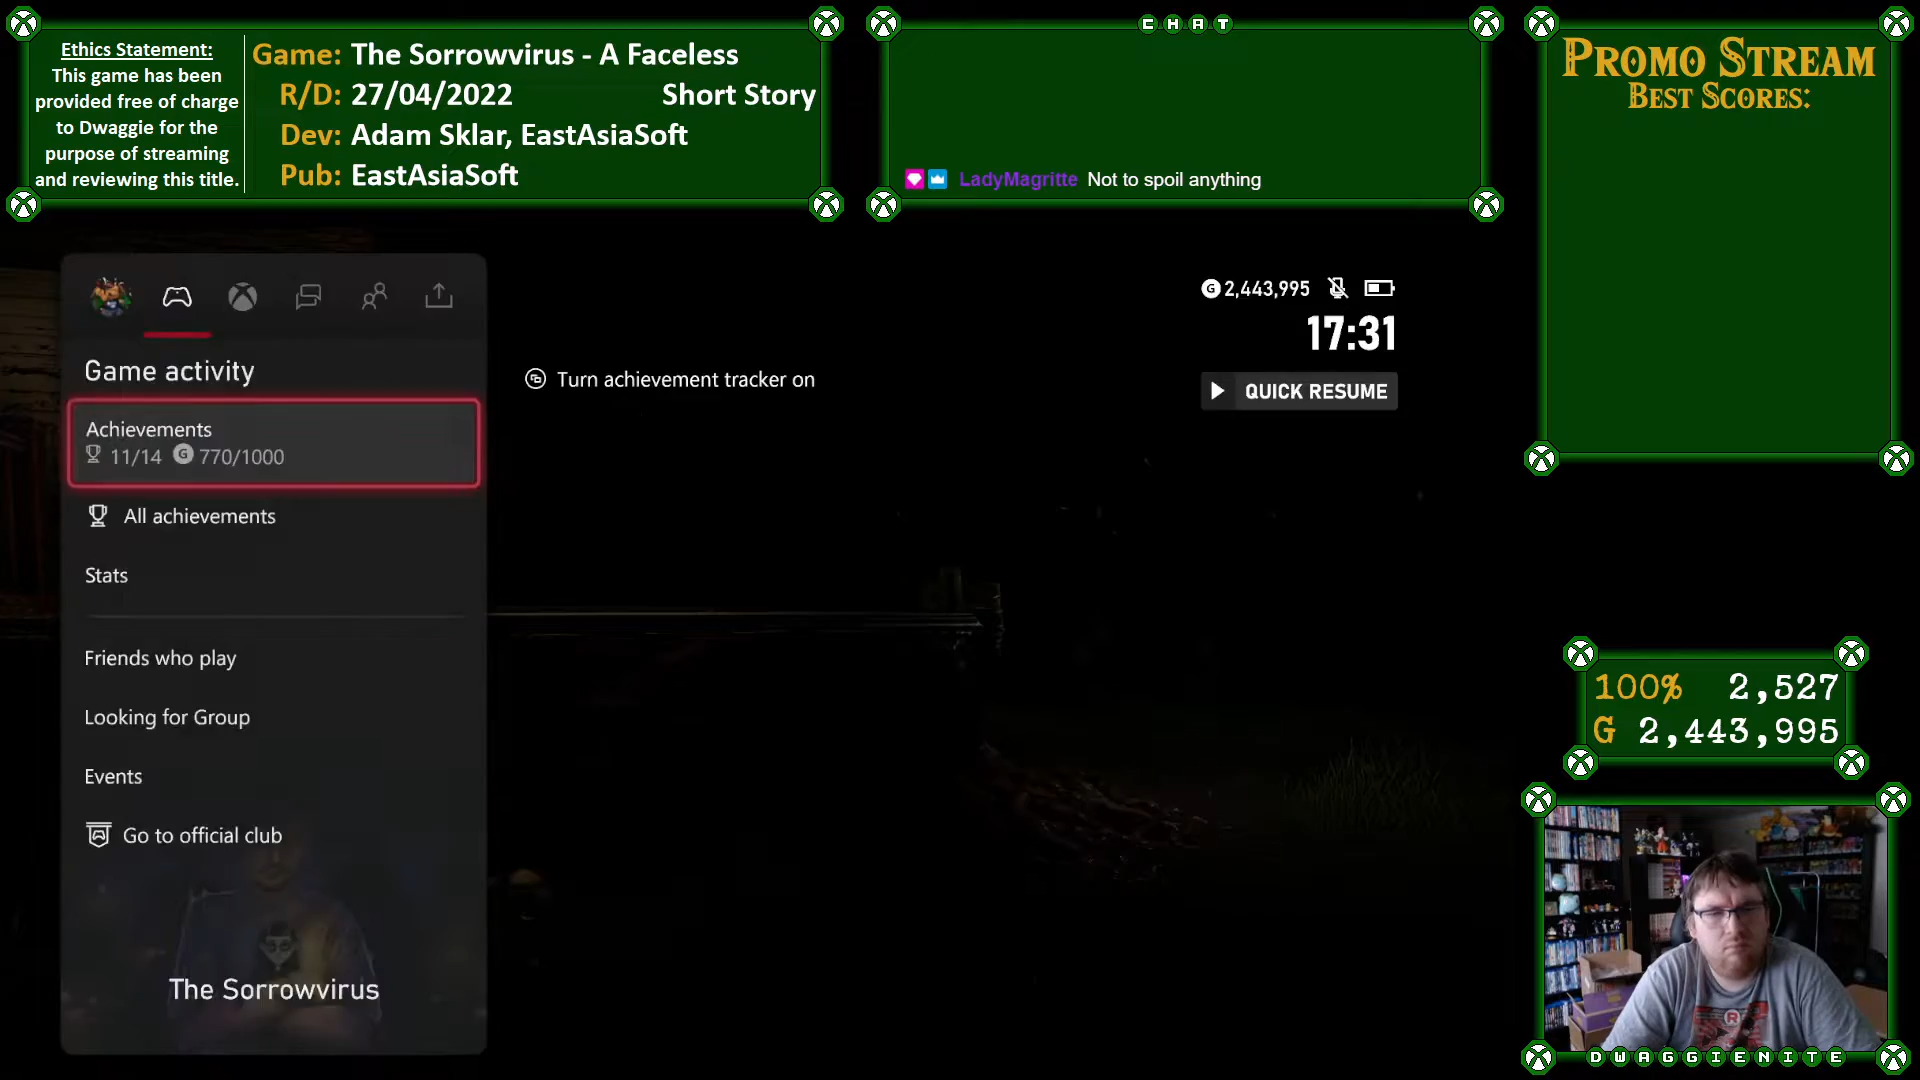 Ethics Statement:
This game has been
provided free of charge
to Dwaggie for the
purpose of streaming
and reviewing this title.
Game: The Sorrowvirus - A Faceless
R/D: 27/04/2022 Short Story
Dev: Adam Sklar, EastAsiaSoft
Pub: EastAsiaSoft
CHAT
LadyMagritte Not to spoil anything
Promo Stream
Best Scores:
Game activity
Achievements
11/14 G 770/1000
All achievements
Stats
Friends who play
Looking for Group
Events
Go to official club
The Sorrowvirus
Turn achievement tracker on
G 2,443,995
17:31
QUICK RESUME
100% 2,527
G 2,443,995
R
DWAGGIENITE